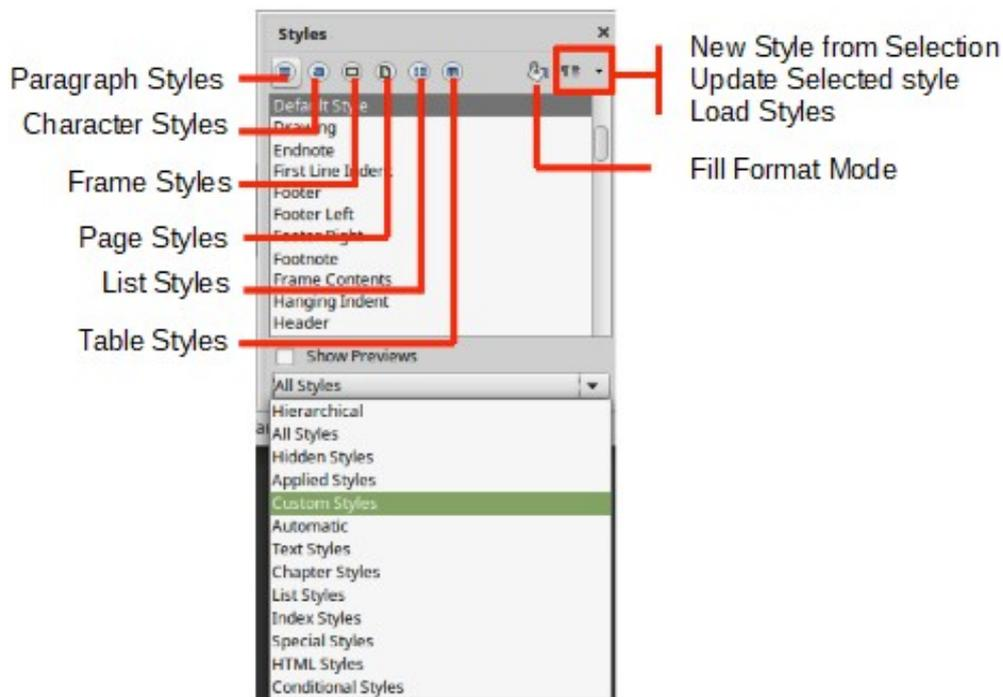 Styles
New Style from Selection
Update Selected style
Load Styles
Fill Format Mode
Paragraph Styles
Character Styles
Frame Styles
Page Styles
List Styles
Table Styles
Default Style
Drawing
Endnote
First Line Indent
Footer
Footer Left
Footer Right
Footnote
Frame Contents
Hanging Indent
Header
Show Previews
All Styles
Hierarchical
All Styles
Hidden Styles
Applied Styles
Custom Styles
Automatic
Text Styles
Chapter Styles
List Styles
Index Styles
Special Styles
HTML Styles
Conditional Styles